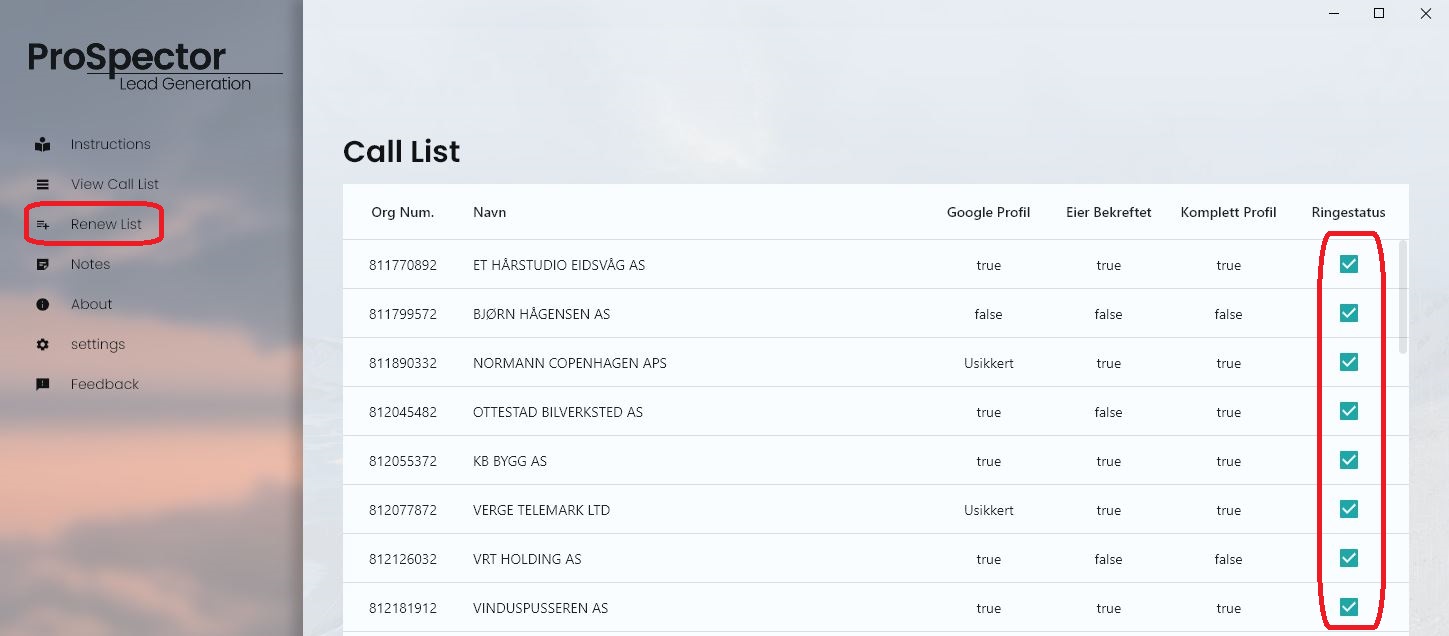 ProSpector
Lead Generation
Instructions
View Call List
Renew List
Notes
About
settings
Feedback
Call List
Org Num. Navn Google Profil Eier Bekreftet Komplett Profil Ringestatus
811770892 ET HÅRSTUDIO EIDSVÅG AS true true true
811799572 BJØRN HÅGENSEN AS false false false
811890332 NORMANN COPENHAGEN APS Usikkert true true
812045482 OTTESTAD BILVERKSTED AS true false true
812055372 KB BYGG AS true true true
812077872 VERGE TELEMARK LTD Usikkert true true
812126032 VRT HOLDING AS true false false
812181912 VINDUSPUSSEREN AS true true true